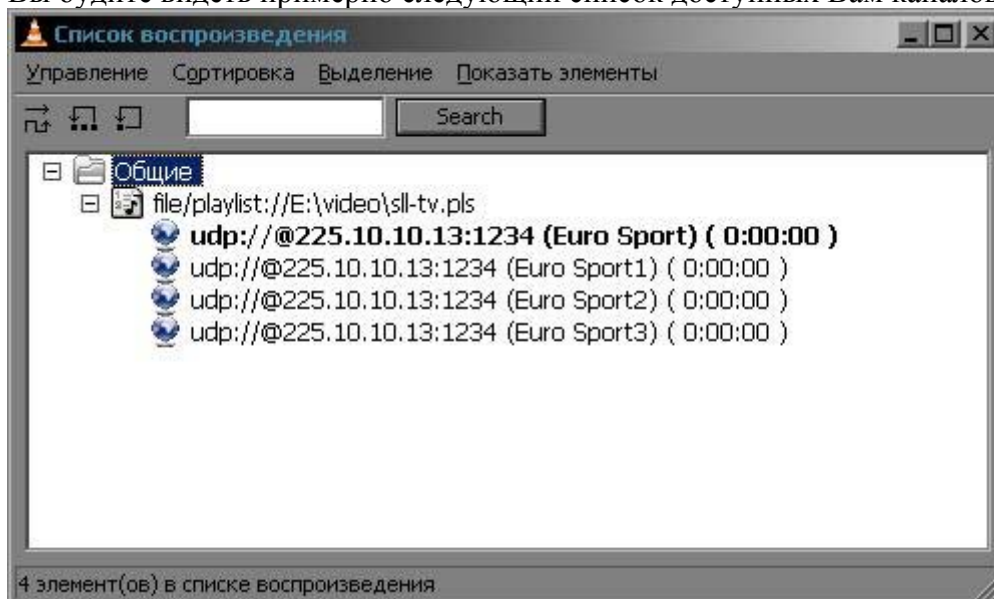 Вы будите видеть примерно следующий список доступных Вам каналов
Список воспроизведения
Управление Сортировка Выделение Показать элементы
Search
Общие
file/playlist://E:\video\sll-tv.pls
udp://@225.10.10.13:1234 (Euro Sport) ( 0:00:00 )
udp://@225.10.10.13:1234 (Euro Sport1) ( 0:00:00 )
udp://@225.10.10.13:1234 (Euro Sport2) ( 0:00:00 )
udp://@225.10.10.13:1234 (Euro Sport3) ( 0:00:00 )
4 элемент(ов) в списке воспроизведения